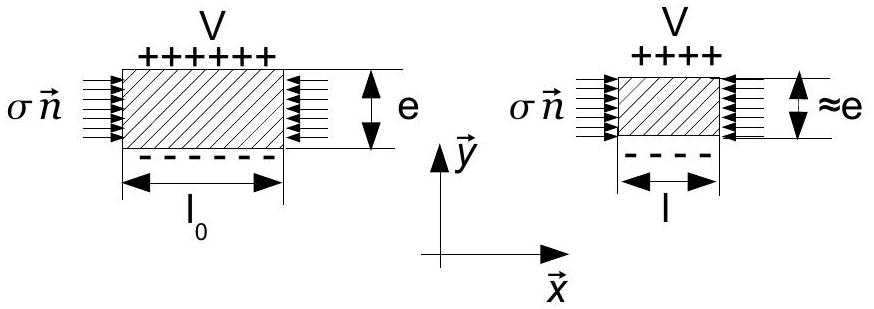 V
++++++
σ n⃗
e
- - - - - -
l₀
V
++++
σ n⃗
≈e
- - - -
l
y⃗
x⃗